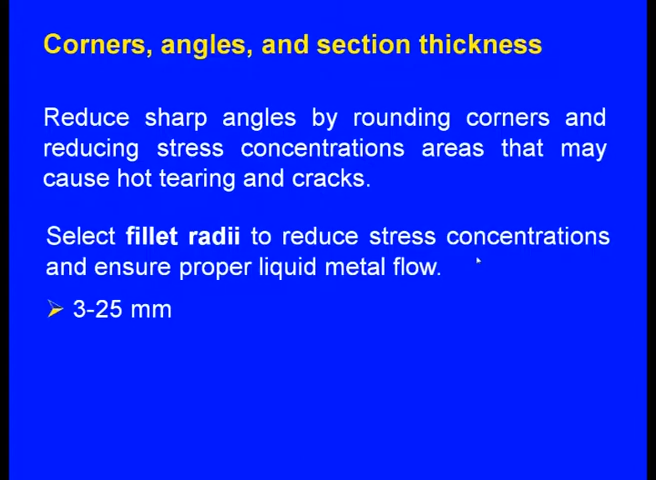 Corners, angles, and section thickness
Reduce sharp angles by rounding corners and
reducing stress concentrations areas that may
cause hot tearing and cracks.
Select fillet radii to reduce stress concentrations
and ensure proper liquid metal flow.
➢ 3-25 mm